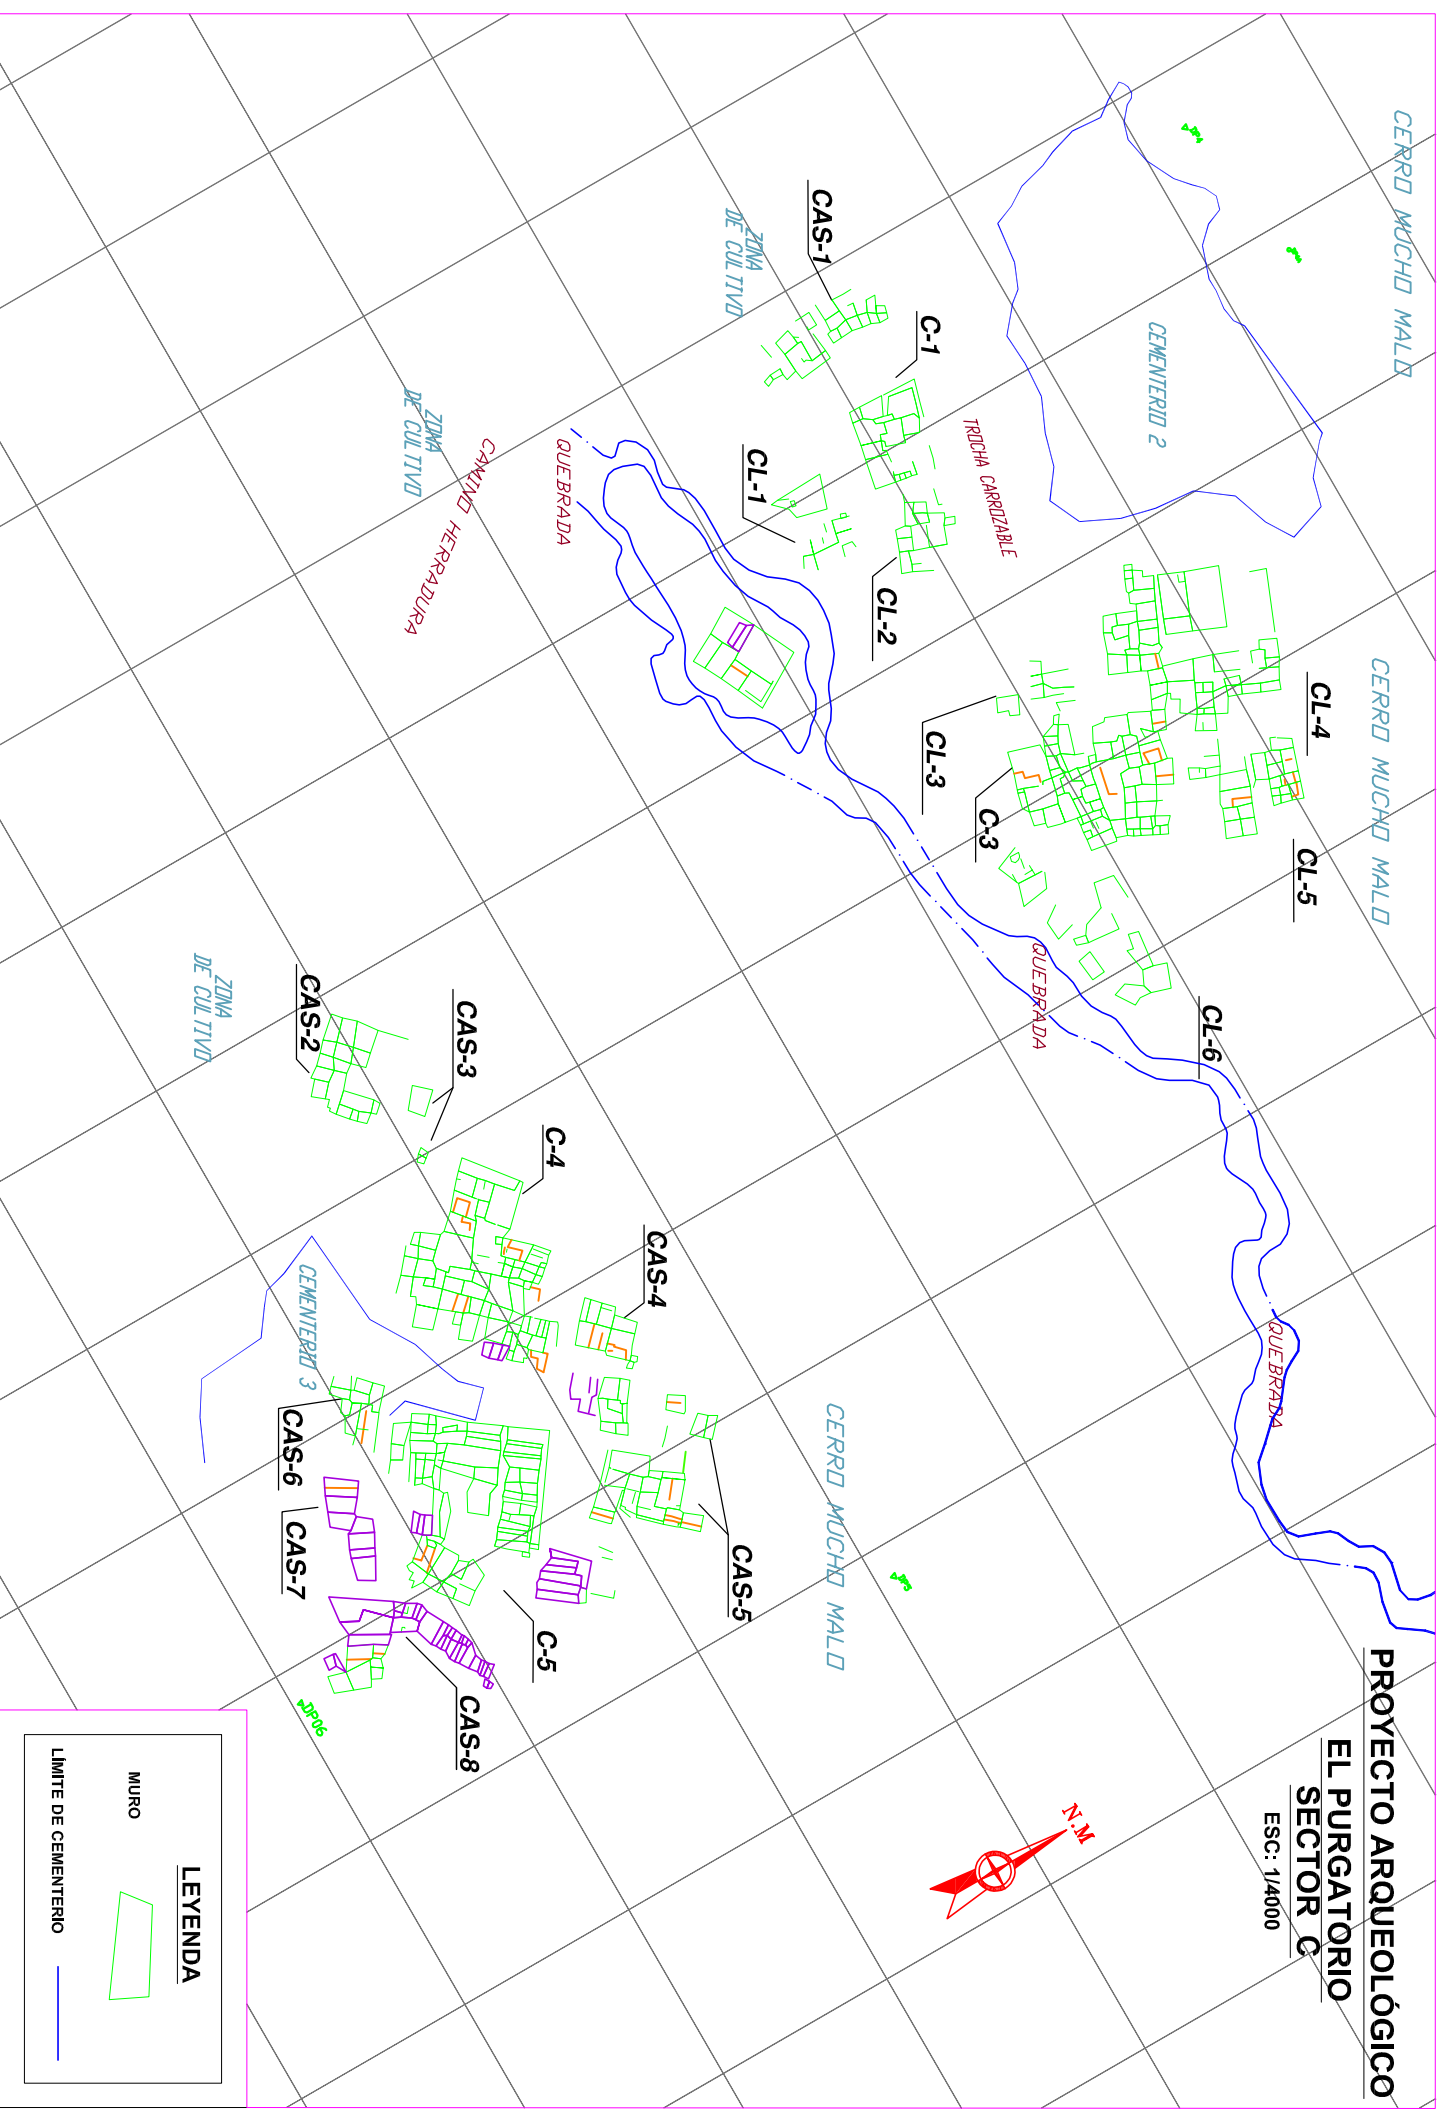 PROYECTO ARQUEOLÓGICO
EL PURGATORIO
SECTOR C
ESC: 1/4000
N.M
CERRO MUCHO MALO
CERRO MUCHO MALO
CERRO MUCHO MALO
CEMENTERIO 2
CEMENTERIO 3
TROCHA CARROZABLE
CAMINO HERRADURA
QUEBRADA
QUEBRADA
QUEBRADA
ZONA
DE CULTIVO
ZONA
DE CULTIVO
ZONA
DE CULTIVO
CAS-1
C-1
CL-1
CL-2
CL-3
C-3
CL-4
CL-5
CL-6
CAS-2
CAS-3
C-4
CAS-4
CAS-5
CAS-6
CAS-7
C-5
CAS-8
DP06
LEYENDA
MURO
LÍMITE DE CEMENTERIO